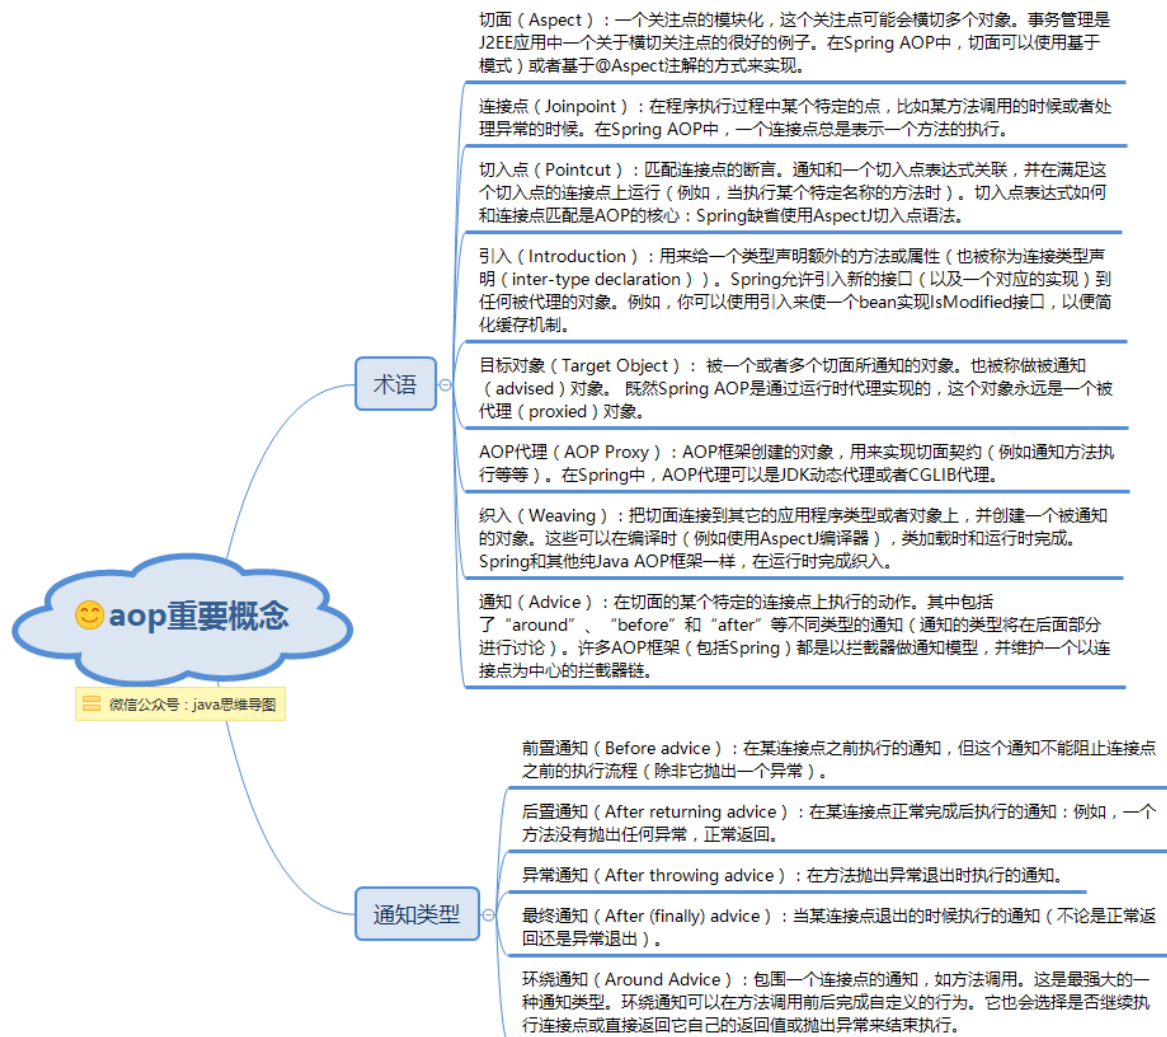 切面（Aspect）：一个关注点的模块化，这个关注点可能会横切多个对象。事务管理是
J2EE应用中一个关于横切关注点的很好的例子。在Spring AOP中，切面可以使用基于
模式）或者基于@Aspect注解的方式来实现。
连接点（Joinpoint）：在程序执行过程中某个特定的点，比如某方法调用的时候或者处
理异常的时候。在Spring AOP中，一个连接点总是表示一个方法的执行。
切入点（Pointcut）：匹配连接点的断言。通知和一个切入点表达式关联，并在满足这
个切入点的连接点上运行（例如，当执行某个特定名称的方法时）。切入点表达式如何
和连接点匹配是AOP的核心：Spring缺省使用AspectJ切入点语法。
引入（Introduction）：用来给一个类型声明额外的方法或属性（也被称为连接类型声
明（inter-type declaration））。Spring允许引入新的接口（以及一个对应的实现）到
任何被代理的对象。例如，你可以使用引入来使一个bean实现IsModified接口，以便简
化缓存机制。
术语
目标对象（Target Object）： 被一个或者多个切面所通知的对象。也被称做被通知
（advised）对象。 既然Spring AOP是通过运行时代理实现的，这个对象永远是一个被
代理（proxied）对象。
AOP代理（AOP Proxy）：AOP框架创建的对象，用来实现切面契约（例如通知方法执
行等等）。在Spring中，AOP代理可以是JDK动态代理或者CGLIB代理。
织入（Weaving）：把切面连接到其它的应用程序类型或者对象上，并创建一个被通知
的对象。这些可以在编译时（例如使用AspectJ编译器），类加载时和运行时完成。
Spring和其他纯Java AOP框架一样，在运行时完成织入。
通知（Advice）：在切面的某个特定的连接点上执行的动作。其中包括
了“around”、“before”和“after”等不同类型的通知（通知的类型将在后面部分
进行讨论）。许多AOP框架（包括Spring）都是以拦截器做通知模型，并维护一个以连
接点为中心的拦截器链。
aop重要概念
微信公众号：java思维导图
前置通知（Before advice）：在某连接点之前执行的通知，但这个通知不能阻止连接点
之前的执行流程（除非它抛出一个异常）。
后置通知（After returning advice）：在某连接点正常完成后执行的通知：例如，一个
方法没有抛出任何异常，正常返回。
异常通知（After throwing advice）：在方法抛出异常退出时执行的通知。
通知类型
最终通知（After (finally) advice）：当某连接点退出的时候执行的通知（不论是正常返
回还是异常退出）。
环绕通知（Around Advice）：包围一个连接点的通知，如方法调用。这是最强大的一
种通知类型。环绕通知可以在方法调用前后完成自定义的行为。它也会选择是否继续执
行连接点或直接返回它自己的返回值或抛出异常来结束执行。